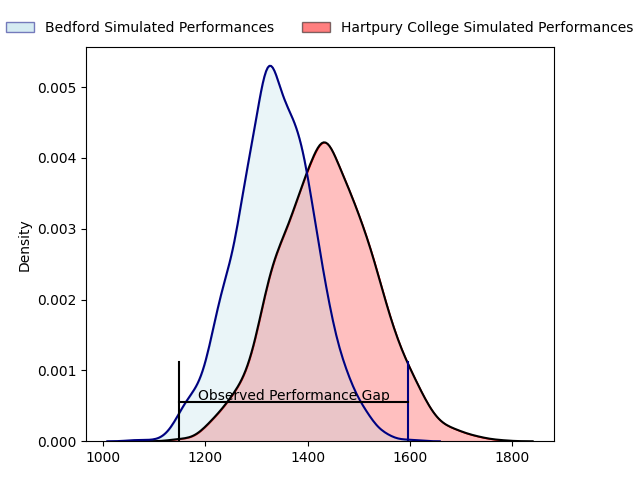 Bedford Simulated Performances
Hartpury College Simulated Performances
0.005
0.004
0.003
0.002
0.001
0.000
Density
Observed Performance Gap
1000
1200
1400
1600
1800